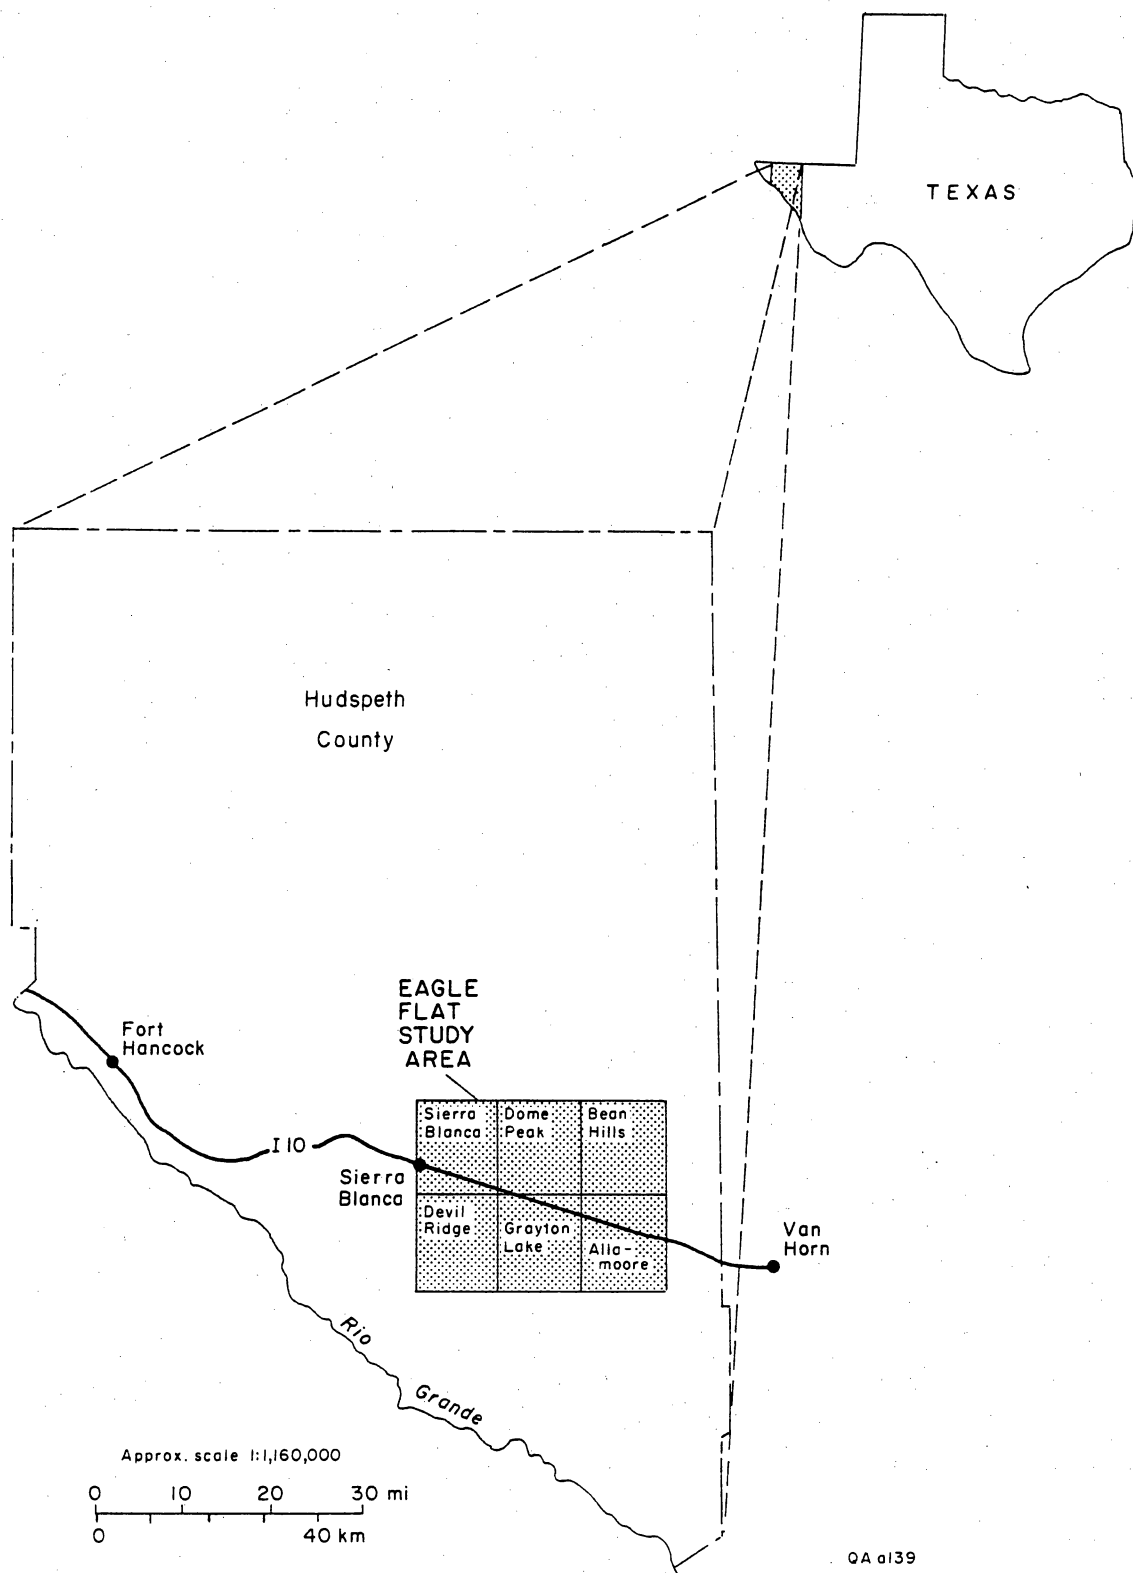 TEXAS
Hudspeth
County
EAGLE
FLAT
STUDY
AREA
Fort
Hancock
I 10
Sierra
Blanca
Sierra
Blanca
Dome
Peak
Bean
Hills
Devil
Ridge
Grayton
Lake
Alla-
moore
Van
Horn
Rio
Grande
Approx. scale 1:1,160,000
0 10 20 30 mi
0 40 km
QA a139